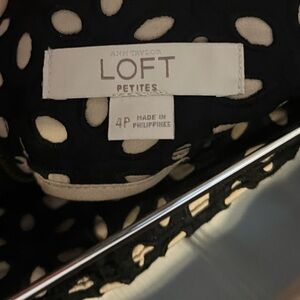 ANN TAYLOR
LOFT
PETITES
4P
MADE IN
PHILIPPINES